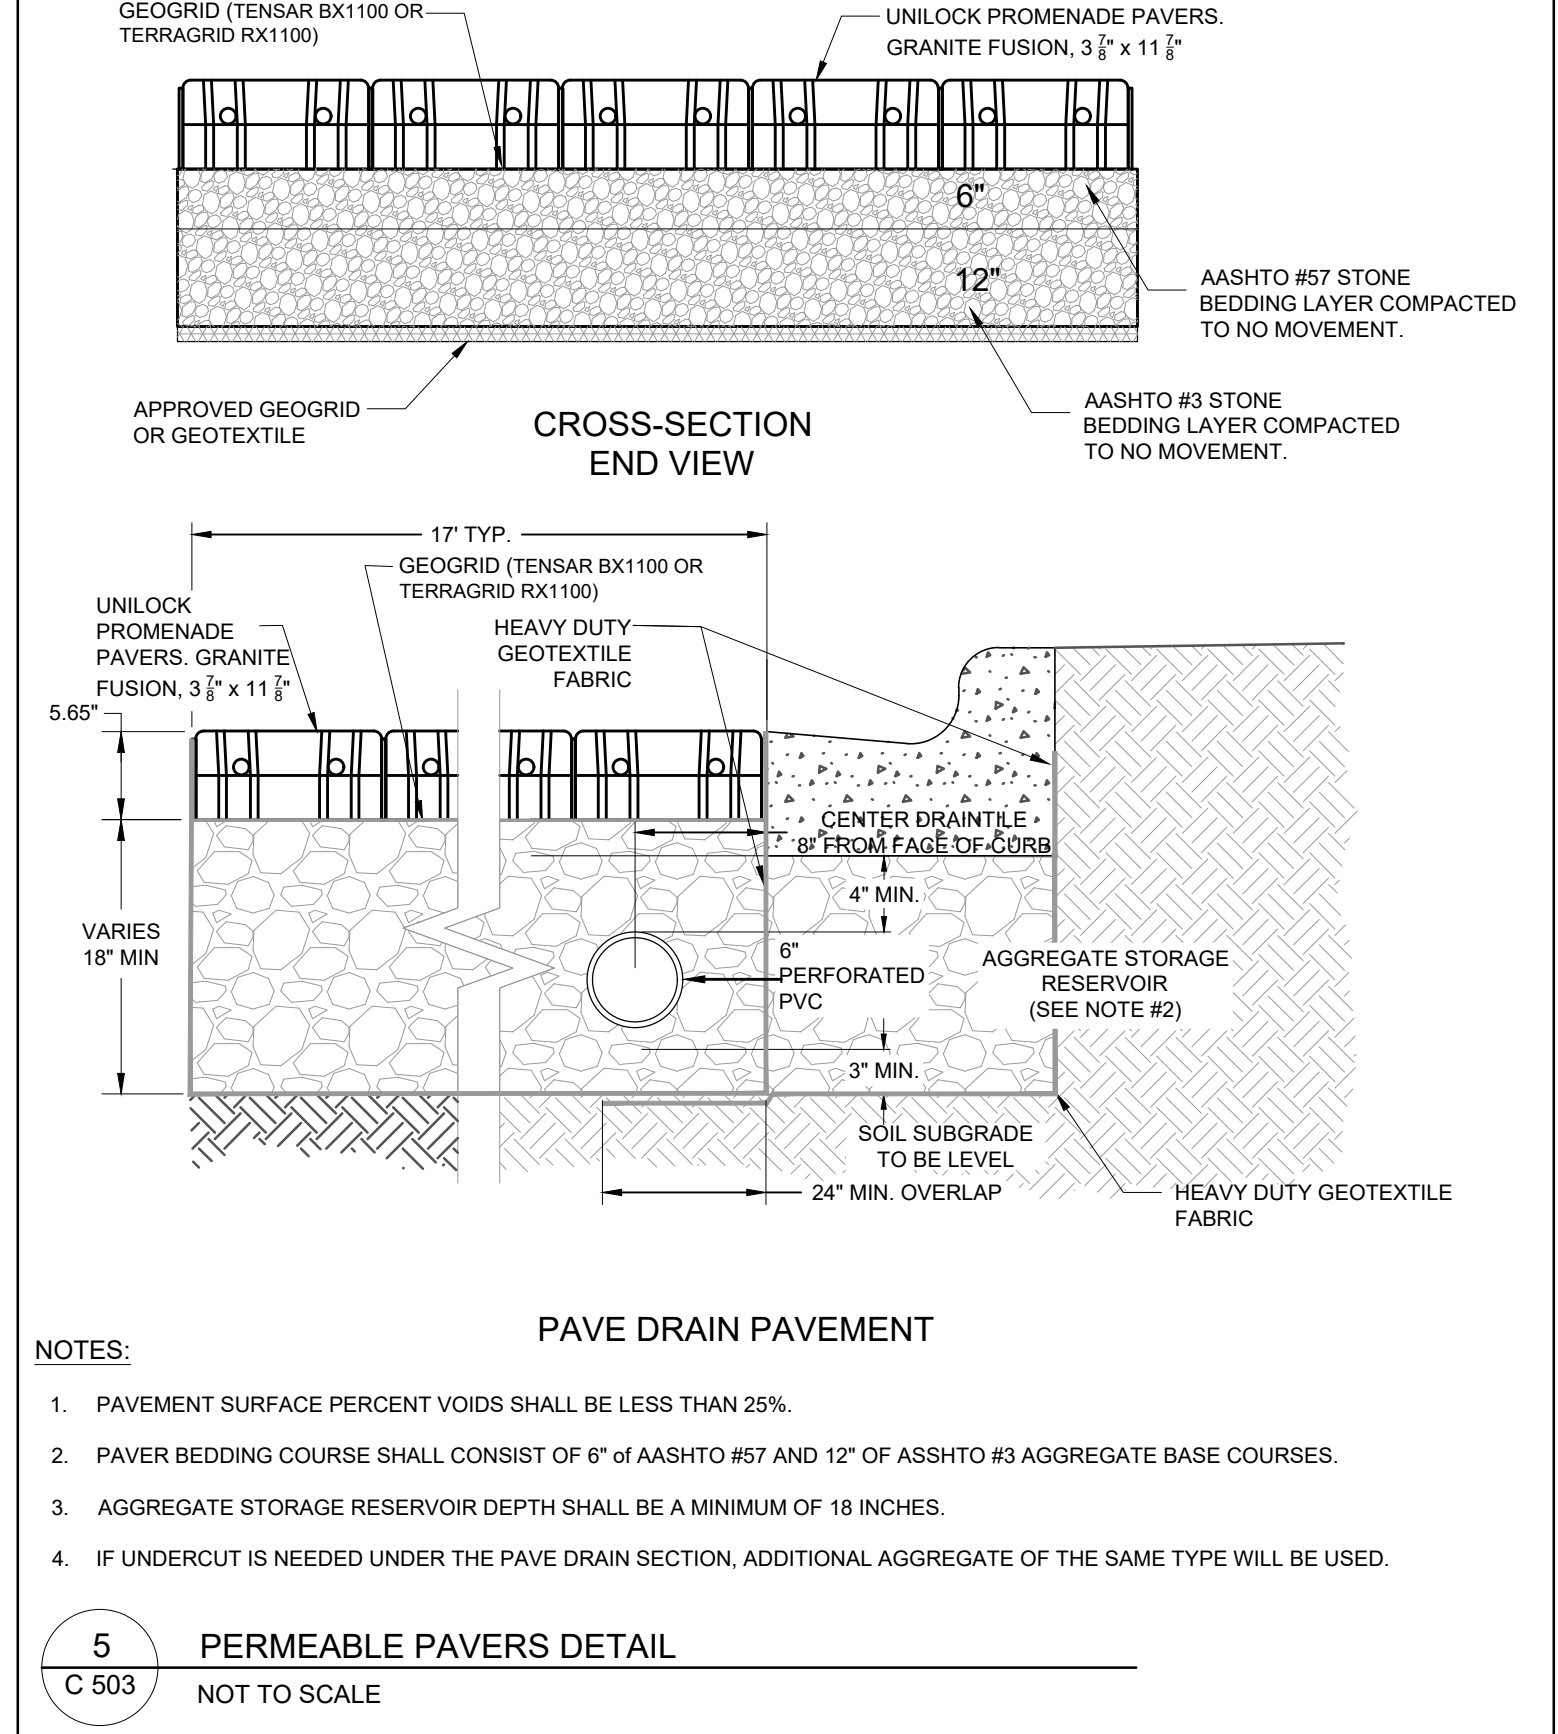 GEOGRID (TENSAR BX1100 OR
TERRAGRID RX1100)
UNILOCK PROMENADE PAVERS.
GRANITE FUSION, 3 7/8" x 11 7/8"
6"
12"
AASHTO #57 STONE
BEDDING LAYER COMPACTED
TO NO MOVEMENT.
APPROVED GEOGRID
OR GEOTEXTILE
AASHTO #3 STONE
BEDDING LAYER COMPACTED
TO NO MOVEMENT.
CROSS-SECTION
END VIEW
17' TYP.
GEOGRID (TENSAR BX1100 OR
TERRAGRID RX1100)
UNILOCK
PROMENADE
PAVERS. GRANITE
FUSION, 3 7/8" x 11 7/8"
HEAVY DUTY
GEOTEXTILE
FABRIC
5.65"
CENTER DRAINTILE
8" FROM FACE OF CURB
4" MIN.
VARIES
18" MIN
6"
PERFORATED
PVC
AGGREGATE STORAGE
RESERVOIR
(SEE NOTE #2)
3" MIN.
SOIL SUBGRADE
TO BE LEVEL
24" MIN. OVERLAP
HEAVY DUTY GEOTEXTILE
FABRIC
PAVE DRAIN PAVEMENT
NOTES:
1. PAVEMENT SURFACE PERCENT VOIDS SHALL BE LESS THAN 25%.
2. PAVER BEDDING COURSE SHALL CONSIST OF 6" of AASHTO #57 AND 12" OF ASSHTO #3 AGGREGATE BASE COURSES.
3. AGGREGATE STORAGE RESERVOIR DEPTH SHALL BE A MINIMUM OF 18 INCHES.
4. IF UNDERCUT IS NEEDED UNDER THE PAVE DRAIN SECTION, ADDITIONAL AGGREGATE OF THE SAME TYPE WILL BE USED.
5
C 503
PERMEABLE PAVERS DETAIL
NOT TO SCALE